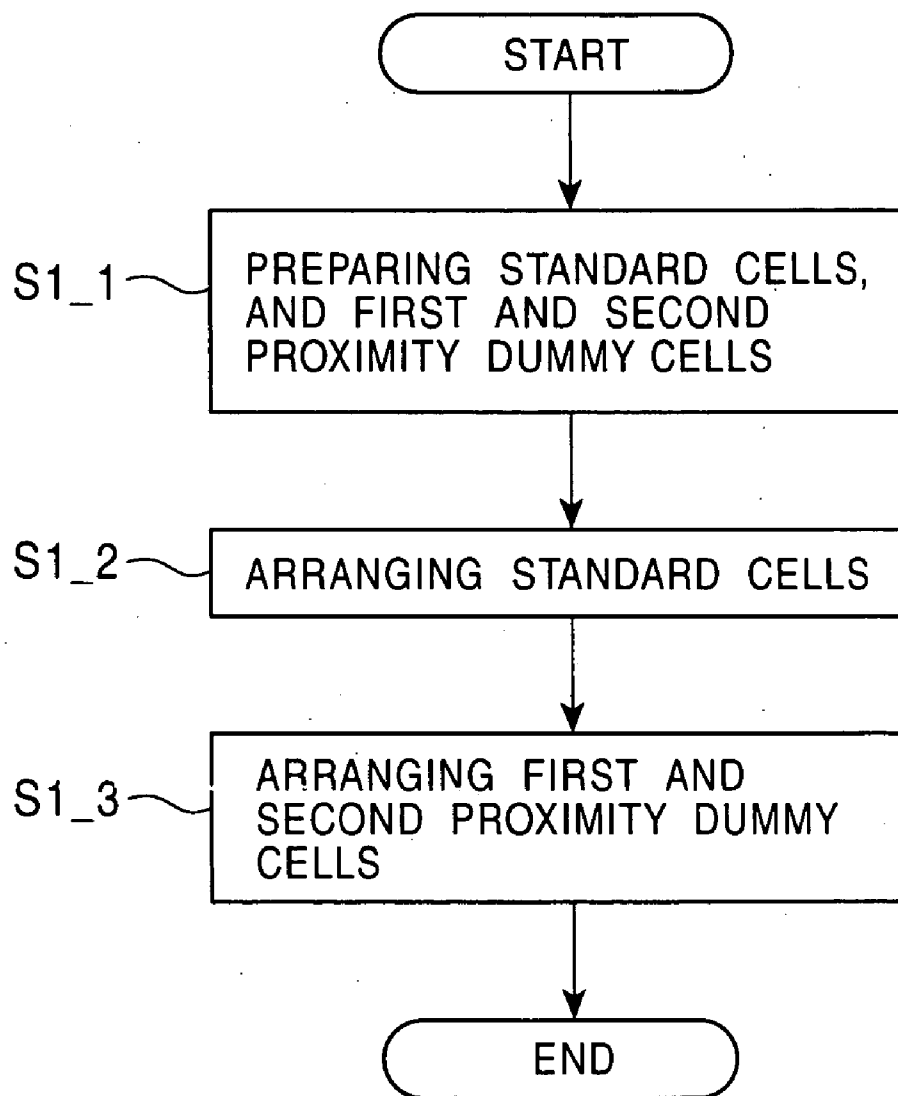 START
S1_1
PREPARING STANDARD CELLS,
AND FIRST AND SECOND
PROXIMITY DUMMY CELLS
S1_2
ARRANGING STANDARD CELLS
S1_3
ARRANGING FIRST AND
SECOND PROXIMITY DUMMY
CELLS
END